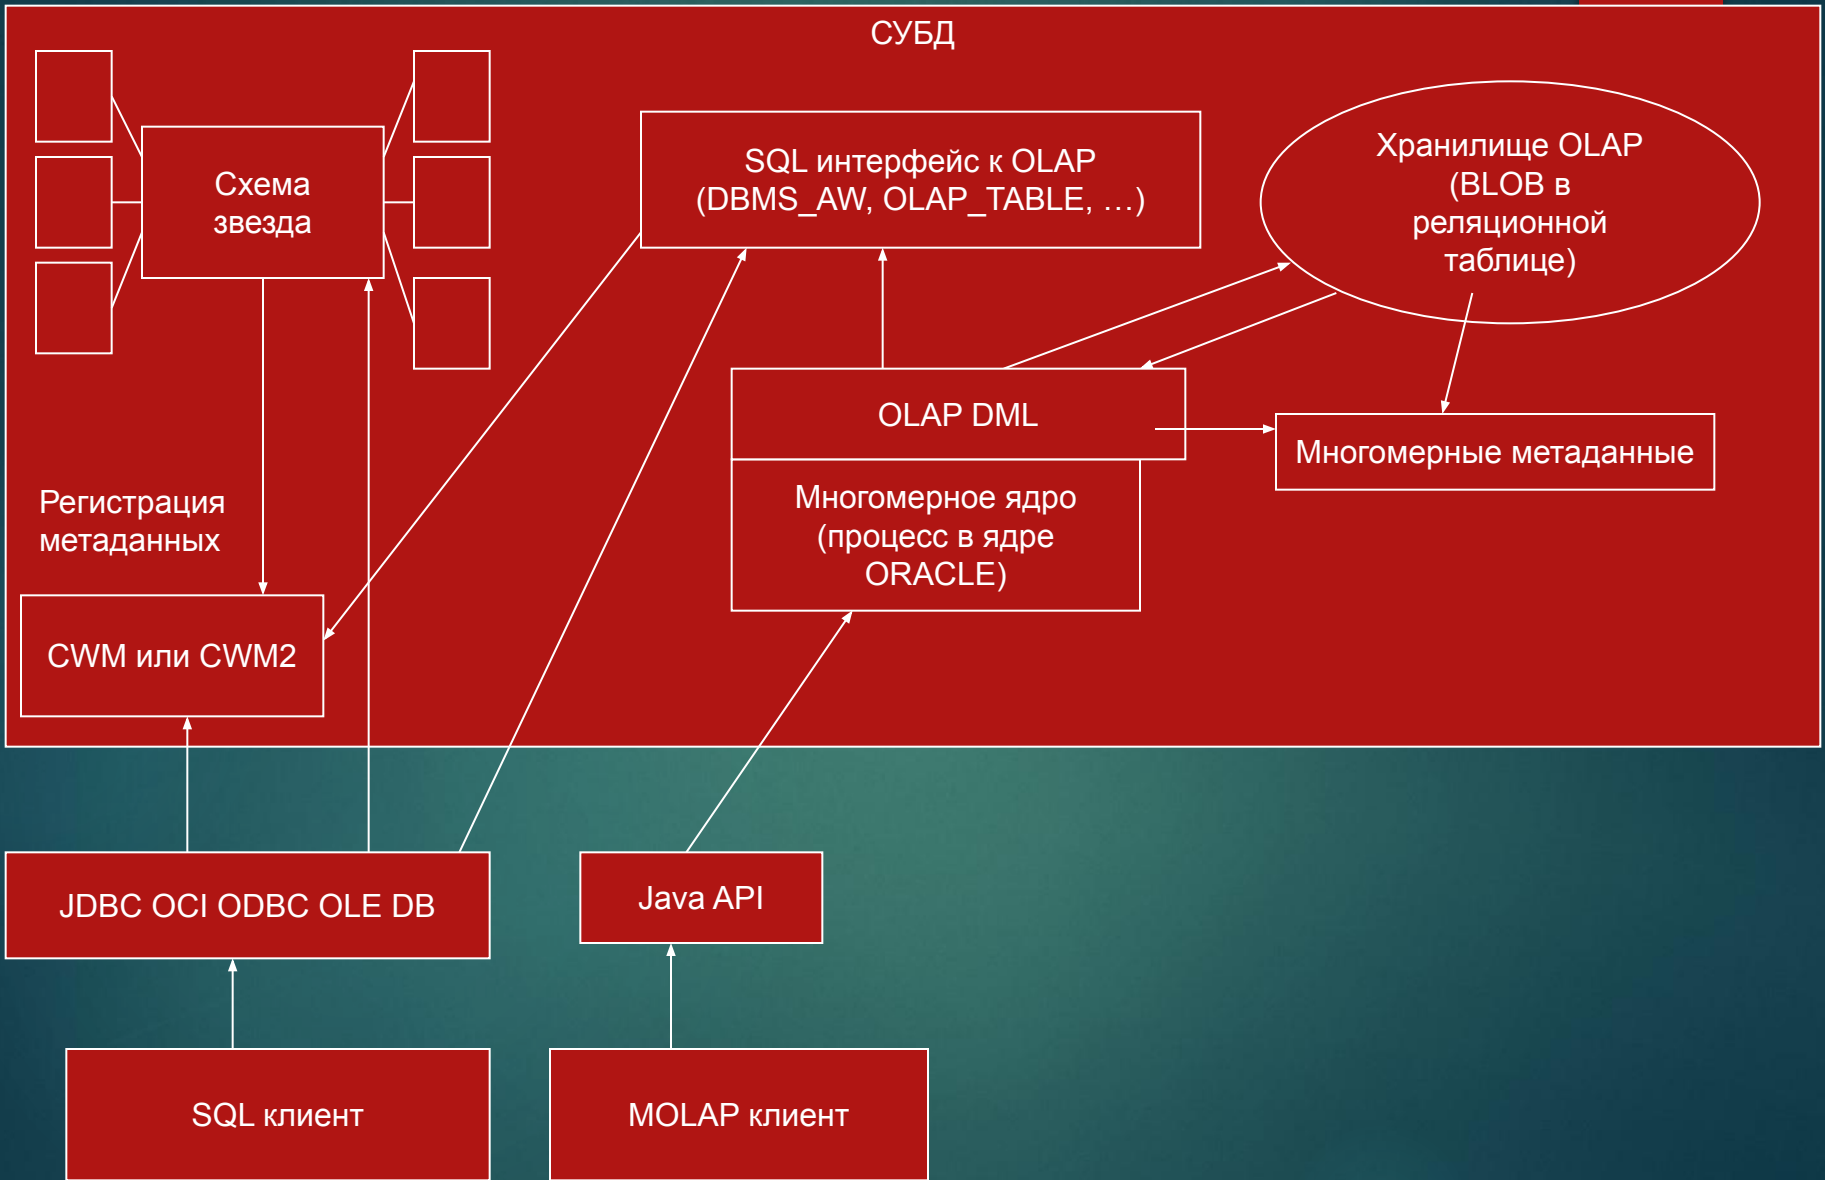 СУБД
Схема
звезда
SQL интерфейс к OLAP
(DBMS_AW, OLAP_TABLE, …)
Хранилище OLAP
(BLOB в
реляционной
таблице)
OLAP DML
Многомерные метаданные
Многомерное ядро
(процесс в ядре
ORACLE)
Регистрация
метаданных
CWM или CWM2
JDBC OCI ODBC OLE DB
Java API
SQL клиент
MOLAP клиент